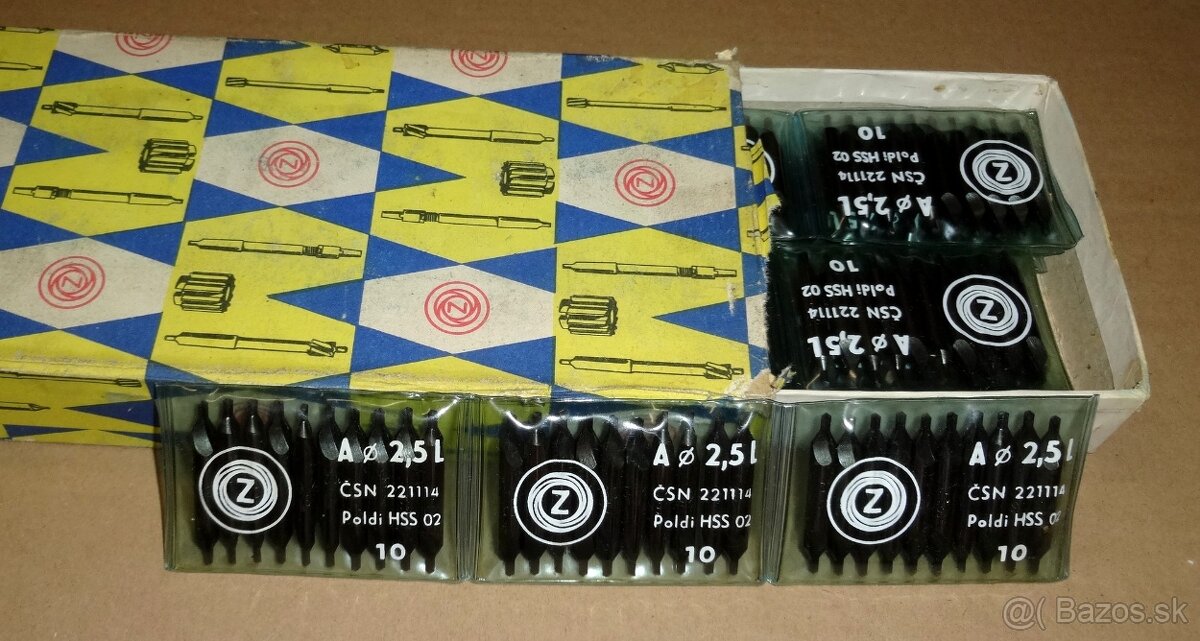 Z
Z
Z
Z
Z
10
Poldi HSS 02
ČSN 221114
A ø 2,5 L
Z
10
Poldi HSS 02
ČSN 221114
A ø 2,5 L
Z
A ø 2,5 L
ČSN 221114
Poldi HSS 02
10
Z
A ø 2,5 L
ČSN 221114
Poldi HSS 02
10
Z
A ø 2,5 L
ČSN 221114
Poldi HSS 02
10
@( Bazos.sk